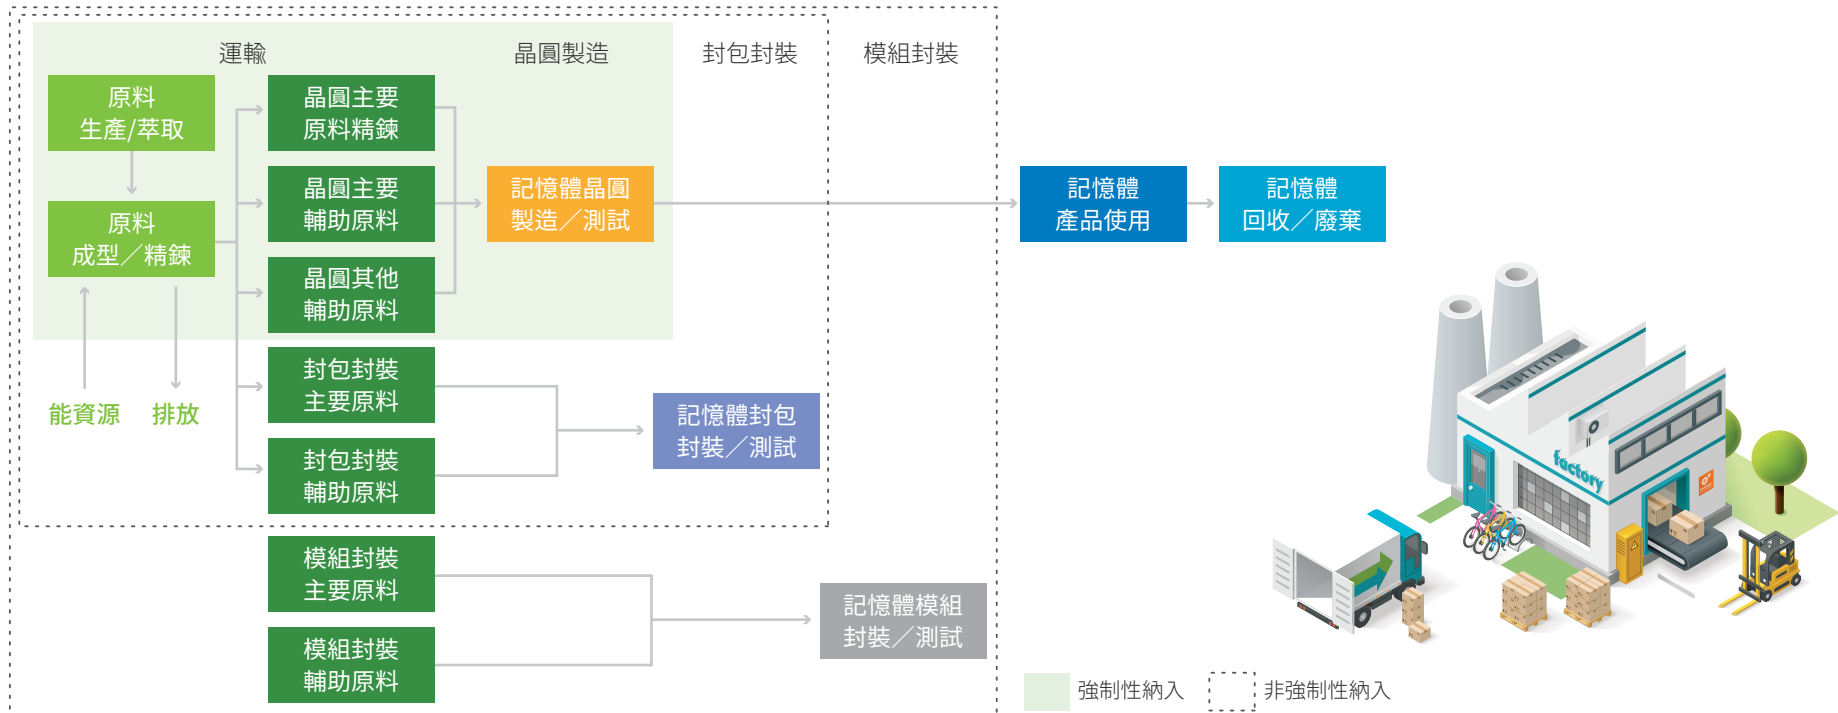 運輸
晶圓製造
封包封裝
模組封裝
原料
生產/萃取
原料
成型／精鍊
能資源
排放
晶圓主要
原料精鍊
晶圓主要
輔助原料
晶圓其他
輔助原料
封包封裝
主要原料
封包封裝
輔助原料
模組封裝
主要原料
模組封裝
輔助原料
記憶體晶圓
製造／測試
記憶體封包
封裝／測試
記憶體模組
封裝／測試
記憶體
產品使用
記憶體
回收／廢棄
factory
強制性納入
非強制性納入